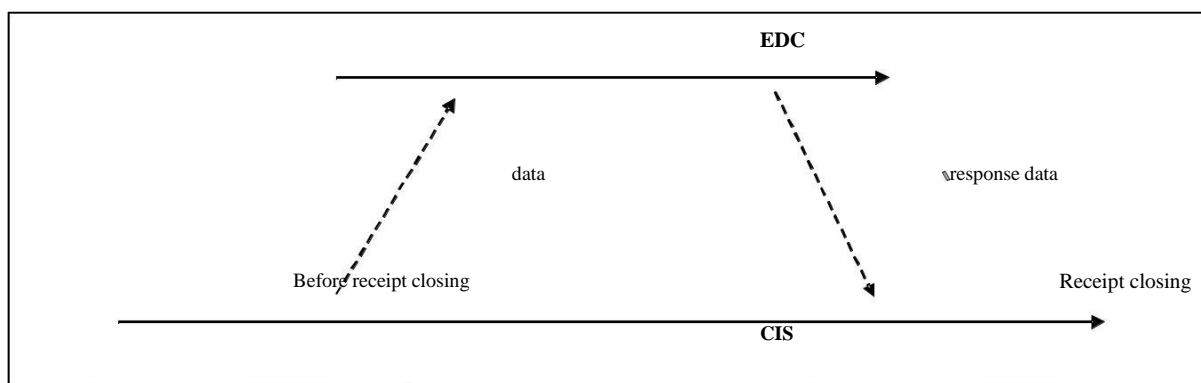 EDC
data
response data
Before receipt closing
Receipt closing
CIS